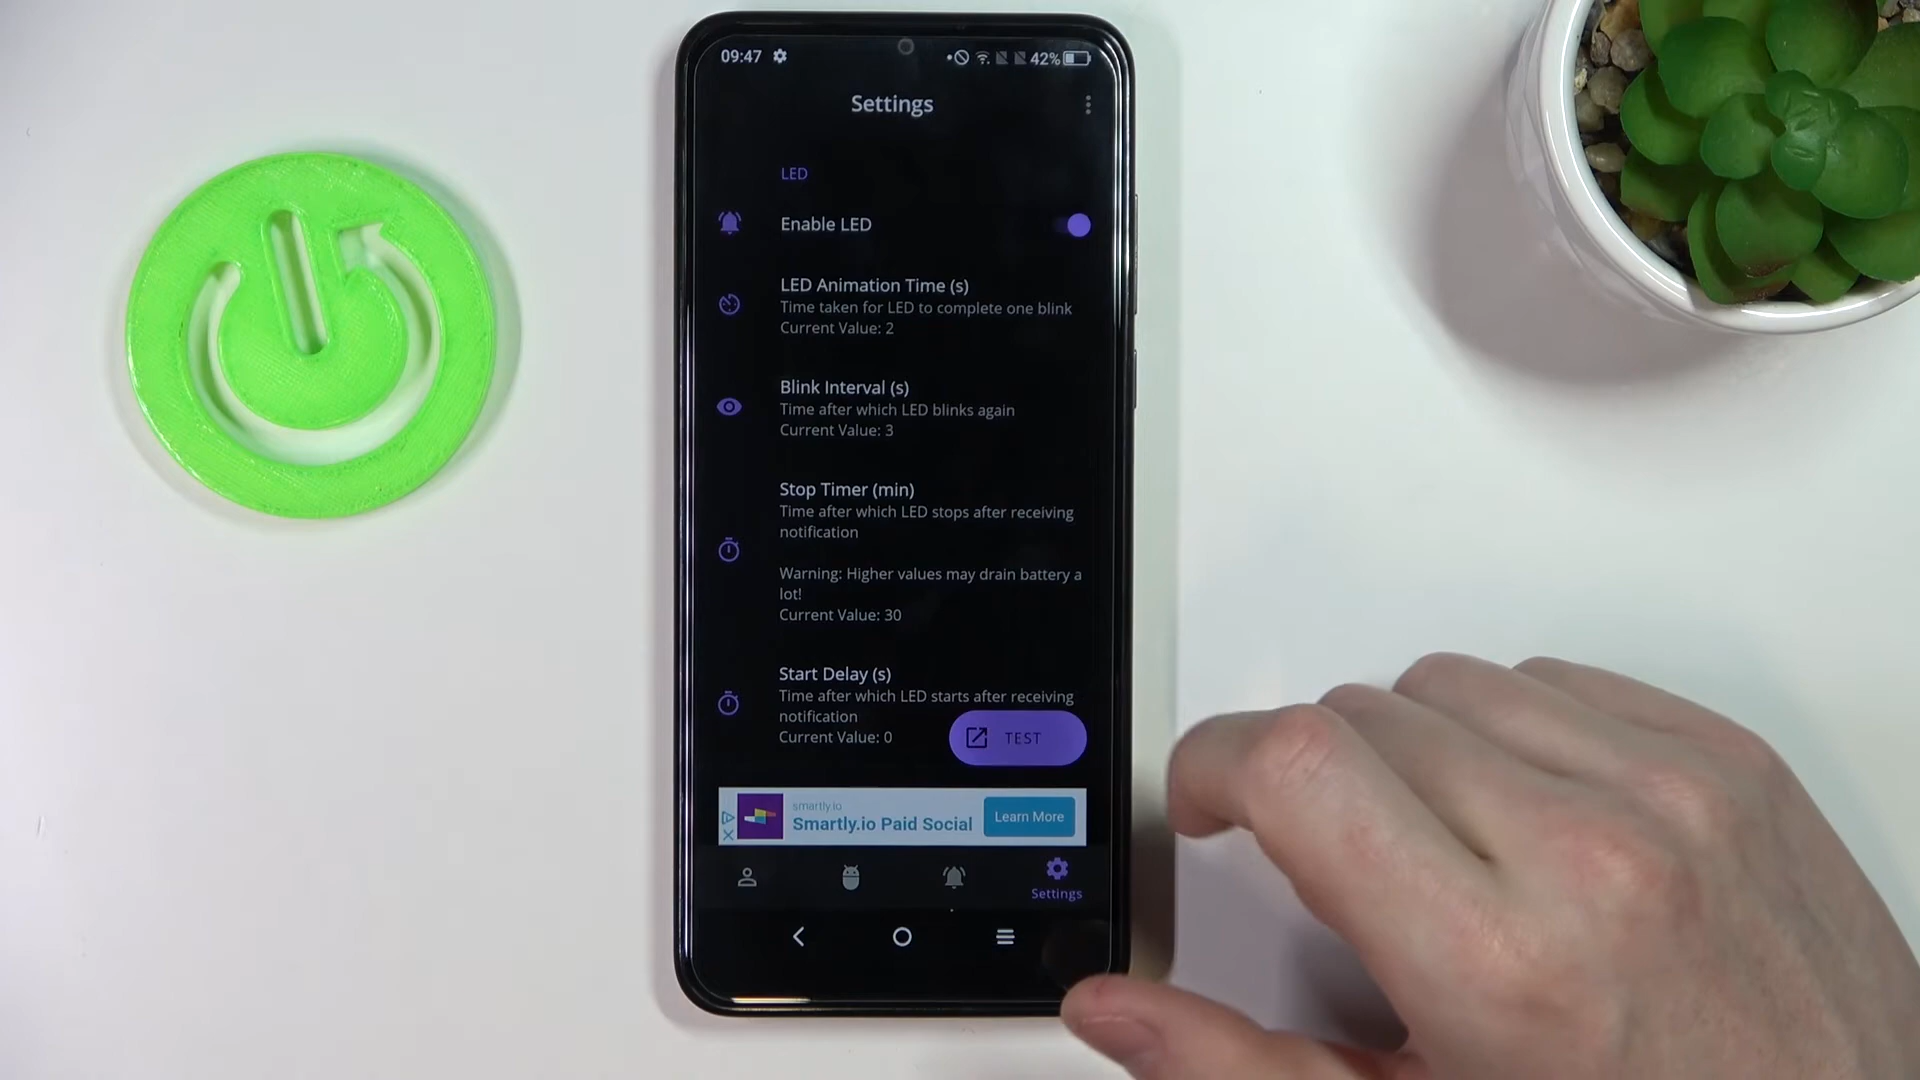 09:47
42%
Settings
LED
Enable LED
LED Animation Time (s)
Time taken for LED to complete one blink
Current Value: 2
Blink Interval (s)
Time after which LED blinks again
Current Value: 3
Stop Timer (min)
Time after which LED stops after receiving
notification
Warning: Higher values may drain battery a
lot!
Current Value: 30
Start Delay (s)
Time after which LED starts after receiving
notification
Current Value: 0
TEST
smartly.io
Smartly.io Paid Social
Learn More
Settings